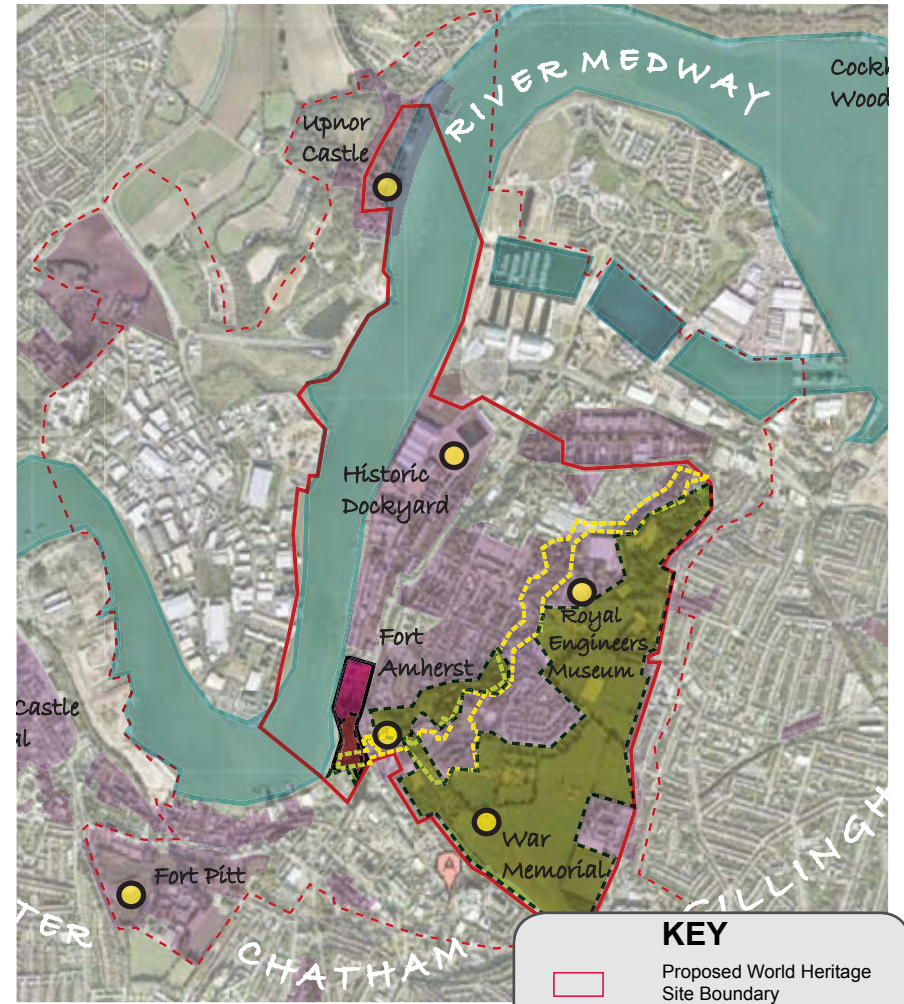 RIVER MEDWAY
Upnor
Castle
Historic
Dockyard
Royal
Engineers
Museum
Fort
Amherst
al
War
Memorial
Fort Pitt
A
CHATHAM
KEY
Proposed World Heritage
Site Boundary